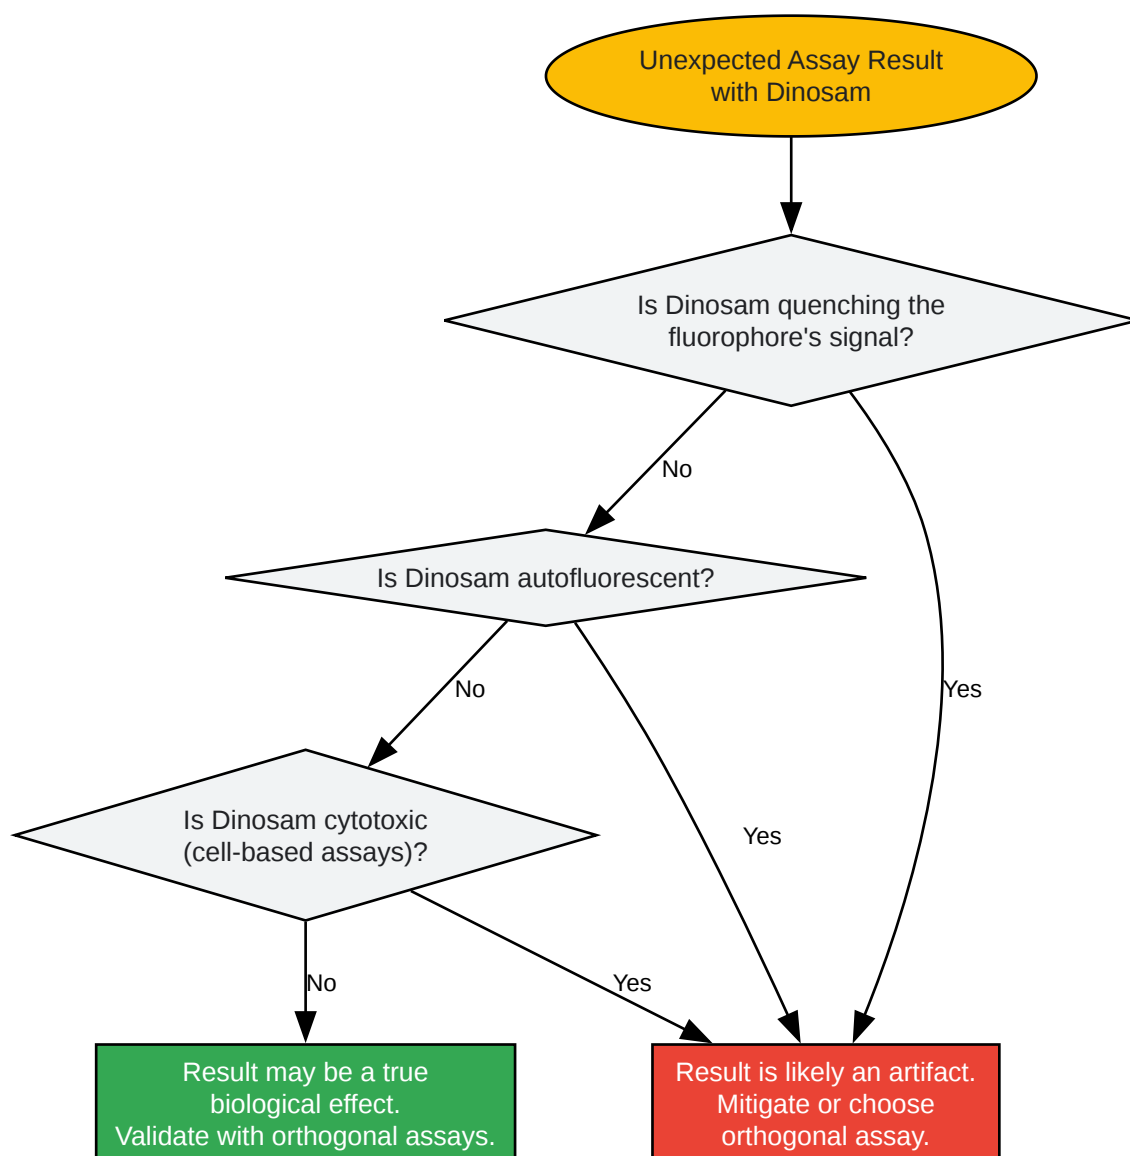 Unexpected Assay Result
with Dinosam
Is Dinosam quenching the
fluorophore's signal?
No
Is Dinosam autofluorescent?
No
Yes
Is Dinosam cytotoxic
(cell-based assays)?
Yes
No
Yes
Result may be a true
biological effect.
Validate with orthogonal assays.
Result is likely an artifact.
Mitigate or choose
orthogonal assay.